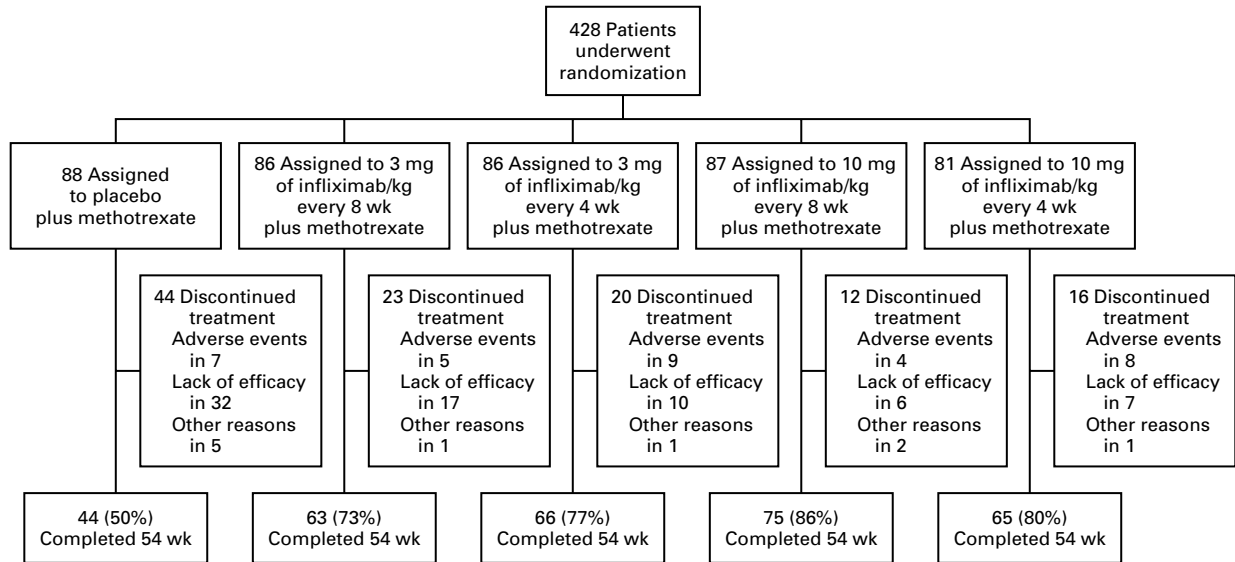 428 Patients
underwent
randomization
88 Assigned
to placebo
plus methotrexate
86 Assigned to 3 mg
of infliximab/kg
every 8 wk
plus methotrexate
86 Assigned to 3 mg
of infliximab/kg
every 4 wk
plus methotrexate
87 Assigned to 10 mg
of infliximab/kg
every 8 wk
plus methotrexate
81 Assigned to 10 mg
of infliximab/kg
every 4 wk
plus methotrexate
44 Discontinued
treatment
Adverse events
in 7
Lack of efficacy
in 32
Other reasons
in 5
23 Discontinued
treatment
Adverse events
in 5
Lack of efficacy
in 17
Other reasons
in 1
20 Discontinued
treatment
Adverse events
in 9
Lack of efficacy
in 10
Other reasons
in 1
12 Discontinued
treatment
Adverse events
in 4
Lack of efficacy
in 6
Other reasons
in 2
16 Discontinued
treatment
Adverse events
in 8
Lack of efficacy
in 7
Other reasons
in 1
44 (50%)
Completed 54 wk
63 (73%)
Completed 54 wk
66 (77%)
Completed 54 wk
75 (86%)
Completed 54 wk
65 (80%)
Completed 54 wk